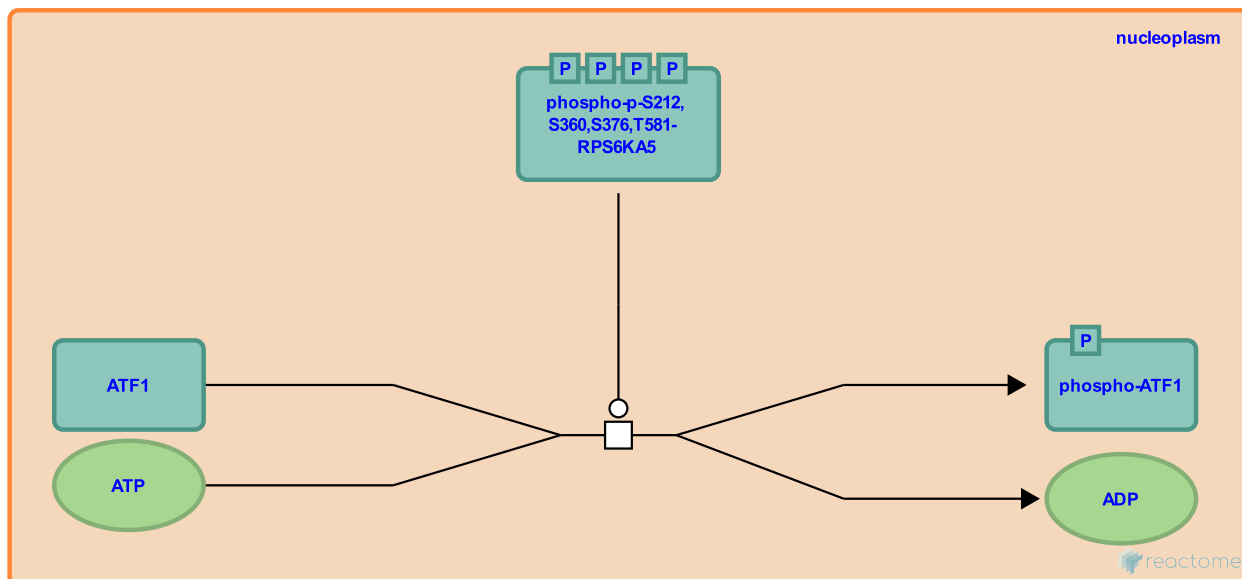 nucleoplasm
P P P P
phospho-p-S212,
S360,S376,T581-
RPS6KA5
ATF1
P
phospho-ATF1
ATP
ADP
reactome